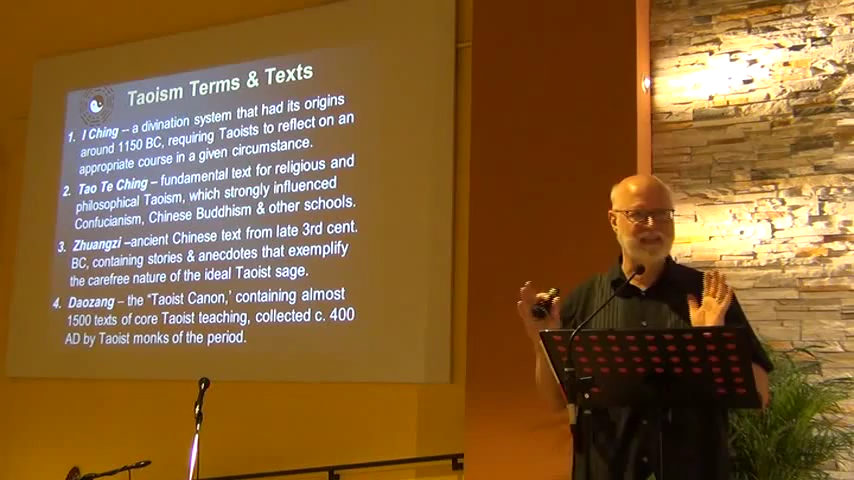 Taoism Terms & Texts
1. I Ching -- a divination system that had its origins
around 1150 BC, requiring Taoists to reflect on an
appropriate course in a given circumstance.
2. Tao Te Ching – fundamental text for religious and
philosophical Taoism, which strongly influenced
Confucianism, Chinese Buddhism & other schools.
3. Zhuangzi –ancient Chinese text from late 3rd cent.
BC, containing stories & anecdotes that exemplify
the carefree nature of the ideal Taoist sage.
4. Daozang – the “Taoist Canon,’ containing almost
1500 texts of core Taoist teaching, collected c. 400
AD by Taoist monks of the period.